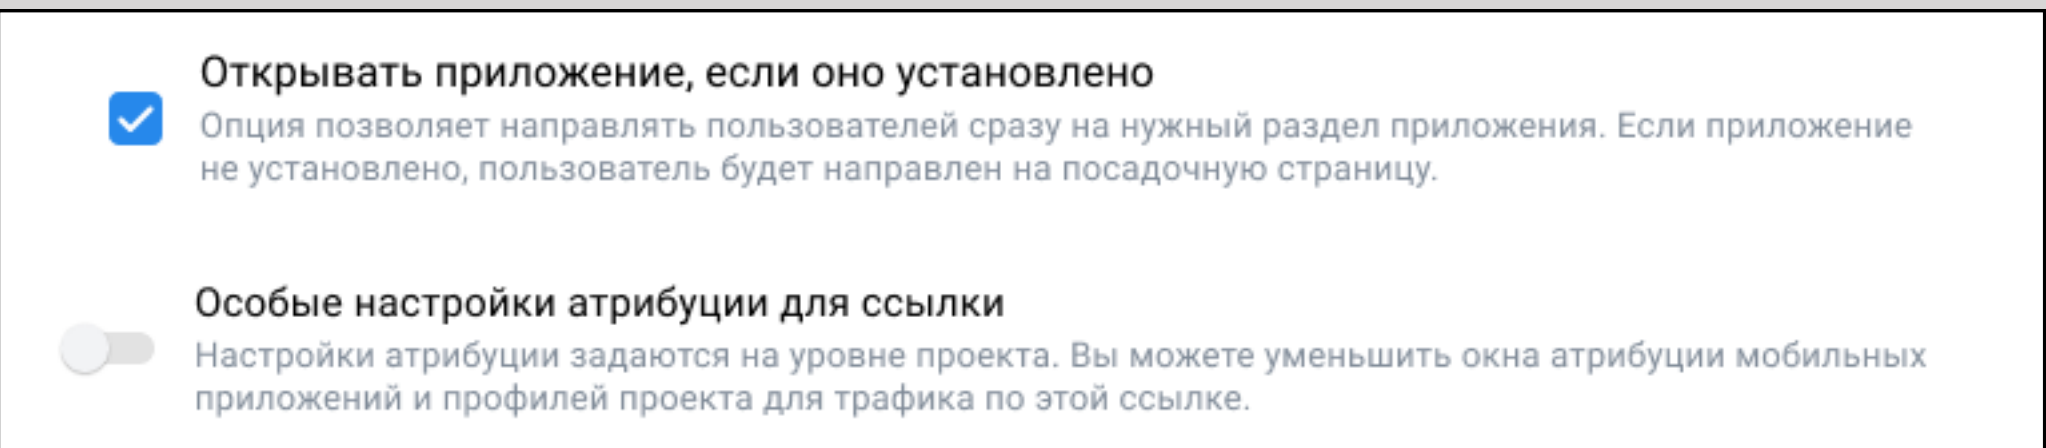 Открывать приложение, если оно установлено
Опция позволяет направлять пользователей сразу на нужный раздел приложения. Если приложение
не установлено, пользователь будет направлен на посадочную страницу.
Особые настройки атрибуции для ссылки
Настройки атрибуции задаются на уровне проекта. Вы можете уменьшить окна атрибуции мобильных
приложений и профилей проекта для трафика по этой ссылке.